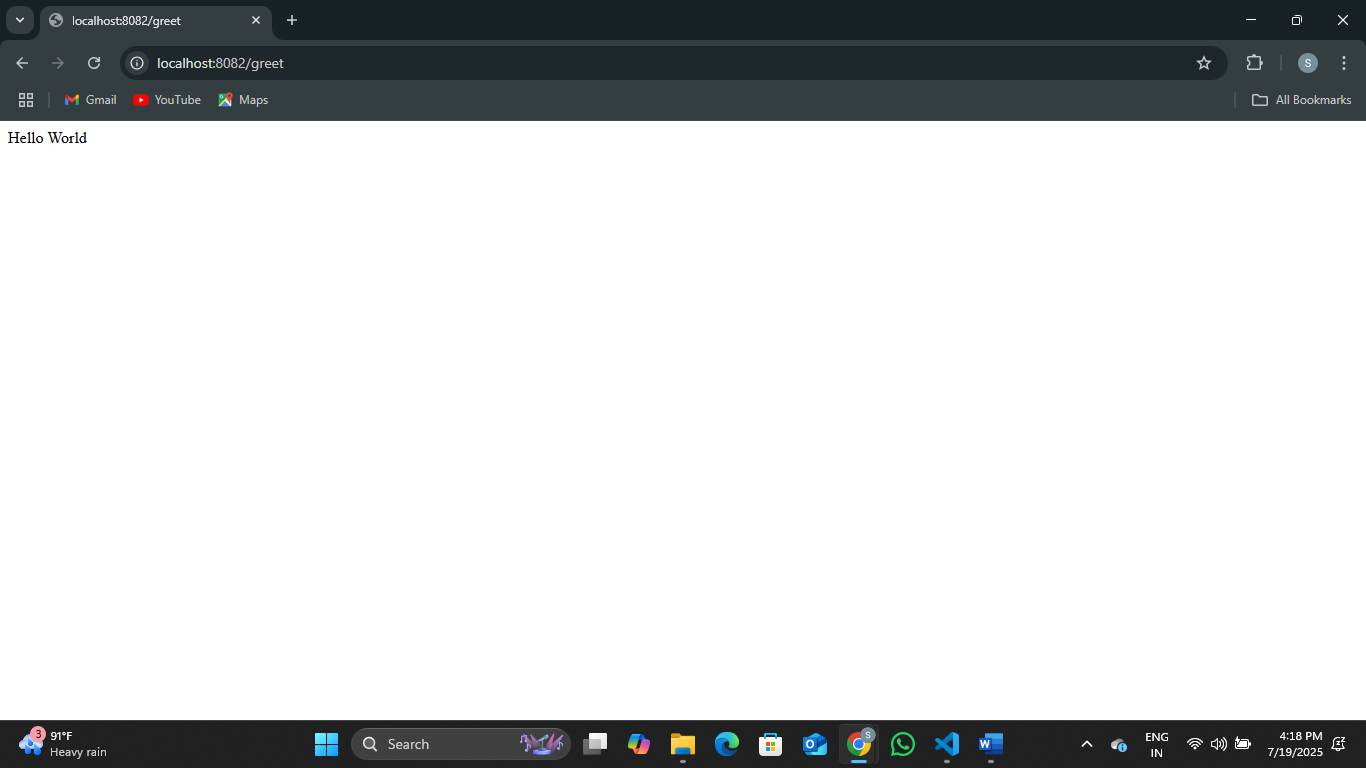 localhost:8082/greet
localhost:8082/greet
S
Gmail
YouTube
Maps
All Bookmarks
Hello World
3
91°F
Heavy rain
Search
S
ENG
IN
4:18 PM
7/19/2025